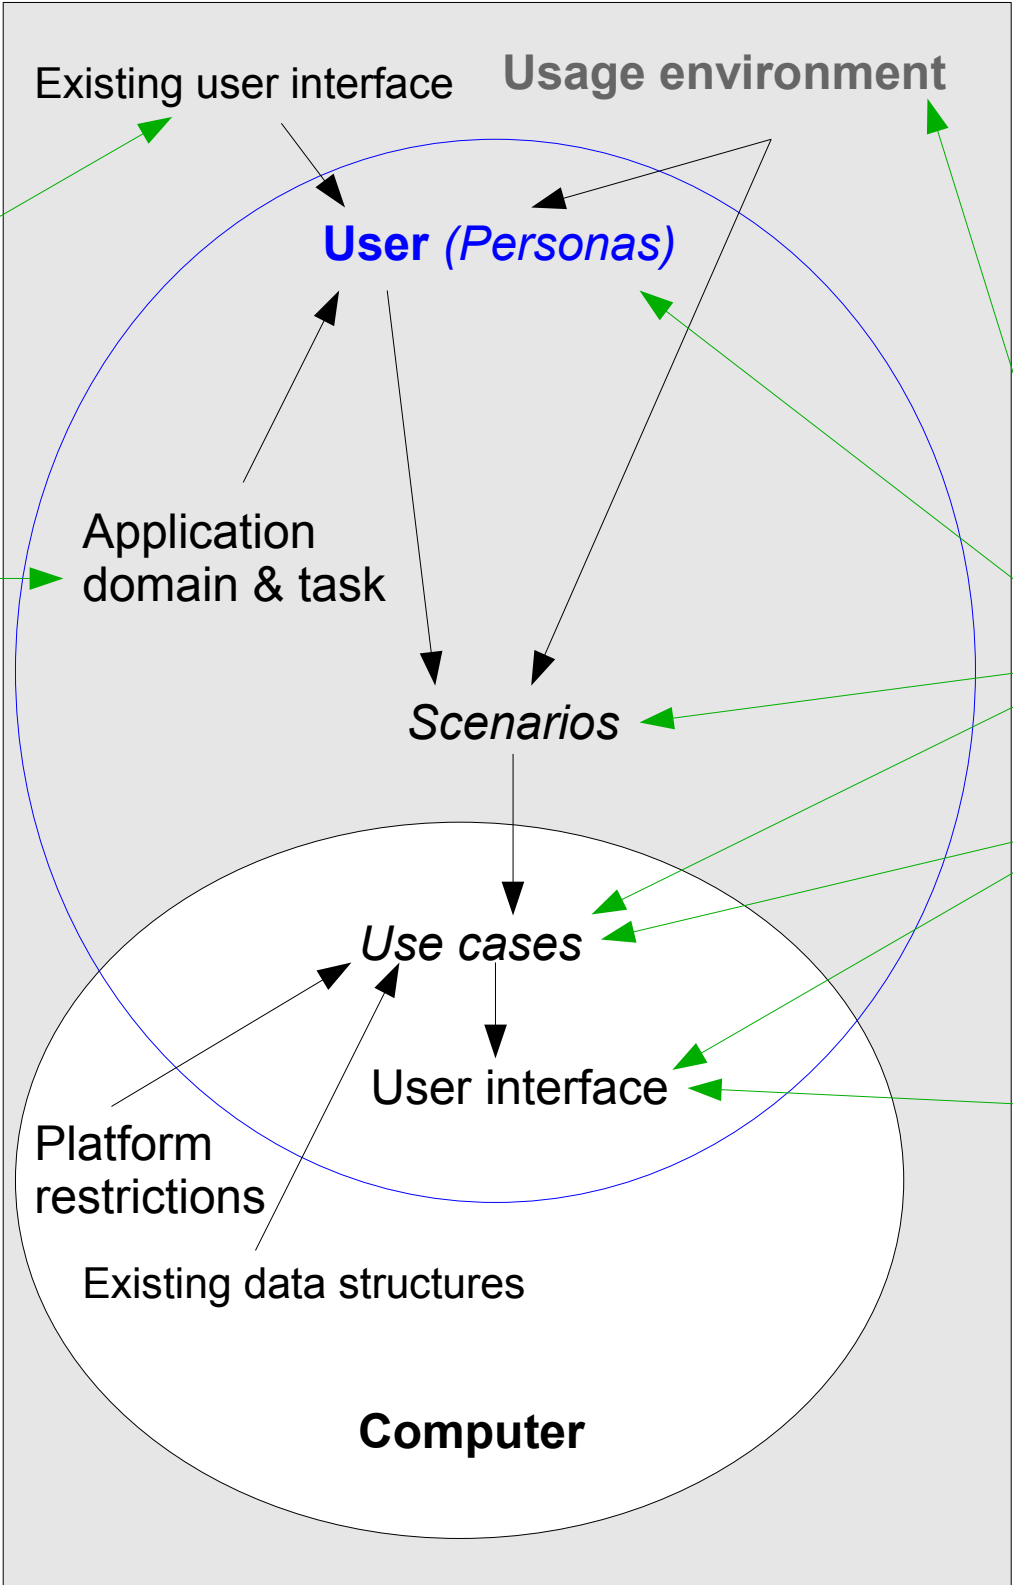 Existing user interface
Usage environment
User (Personas)
Application
domain & task
Scenarios
Use cases
User interface
Platform
restrictions
Existing data structures
Computer